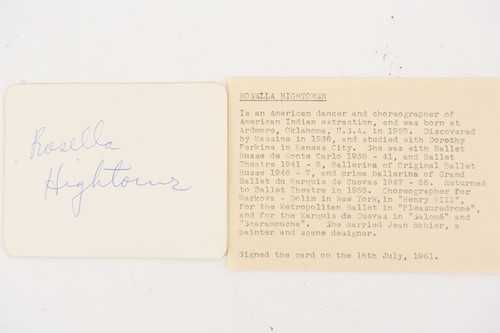 Rosella
Hightower
ROSELLA HIGHTOWER
Is an American dancer and choreographer of
American Indian extraction, and was born at
Ardmore, Oklahoma, U.S.A. in 1920. Discovered
by Massine in 1938, and studied with Dorothy
Perkins in Kansas City. She was with Ballet
Russe de Monte Carlo 1938 - 41, and Ballet
Theatre 1941 - 5, Ballerina of Original Ballet
Russe 1946 - 7, and prima ballerina of Grand
Ballet du Marquis de Cuevas 1947 - 55. Returned
to Ballet Theatre in 1955. Choreographer for
Markova - Dolin in New York, in "Henry VIII",
for the Metropolitan Ballet in "Pleasuredrome",
and for the Marquis de Cuevas in "Salomé" and
"Scaramouche". She married Jean Robier, a
painter and scene designer.
Signed the card on the 18th July, 1961.